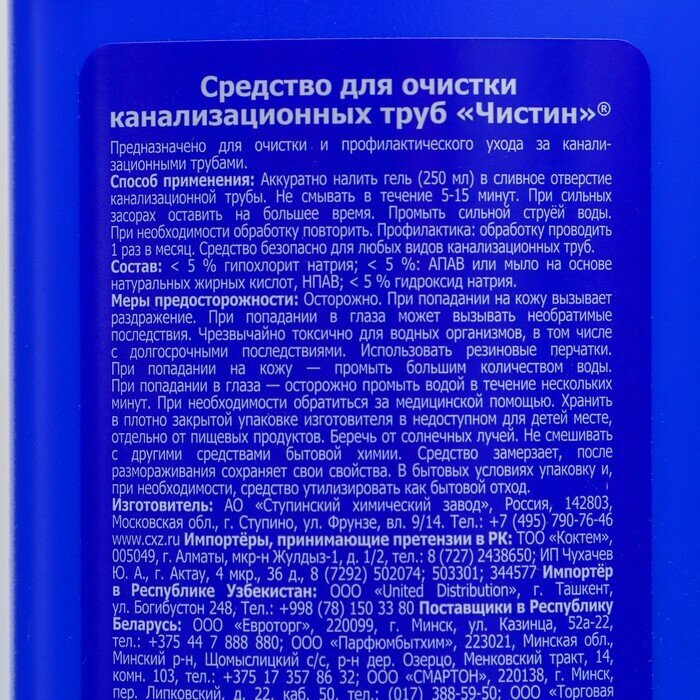 Средство для очистки
канализационных труб «Чистин»®
Предназначено для очистки и профилактического ухода за канали-
зационными трубами.
Способ применения: Аккуратно налить гель (250 мл) в сливное отверстие
канализационной трубы. Не смывать в течение 5-15 минут. При сильных
засорах оставить на большее время. Промыть сильной струёй воды.
При необходимости обработку повторить. Профилактика: обработку проводить
1 раз в месяц. Средство безопасно для любых видов канализационных труб.
Состав: < 5 % гипохлорит натрия; < 5 %: АПАВ или мыло на основе
натуральных жирных кислот, НПАВ; < 5 % гидроксид натрия.
Меры предосторожности: Осторожно. При попадании на кожу вызывает
раздражение. При попадании в глаза может вызывать необратимые
последствия. Чрезвычайно токсично для водных организмов, в том числе
с долгосрочными последствиями. Использовать резиновые перчатки.
При попадании на кожу — промыть большим количеством воды.
При попадании в глаза — осторожно промыть водой в течение нескольких
минут. При необходимости обратиться за медицинской помощью. Хранить
в плотно закрытой упаковке изготовителя в недоступном для детей месте,
отдельно от пищевых продуктов. Беречь от солнечных лучей. Не смешивать
с другими средствами бытовой химии. Средство замерзает, после
размораживания сохраняет свои свойства. В бытовых условиях упаковку и,
при необходимости, средство утилизировать как бытовой отход.
Изготовитель: АО «Ступинский химический завод», Россия, 142803,
Московская обл., г. Ступино, ул. Фрунзе, вл. 9/14. Тел.: +7 (495) 790-76-46
www.cxz.ru Импортёры, принимающие претензии в РК: ТОО «Коктем»,
005049, г. Алматы, мкр-н Жулдыз-1, д. 1/2, тел.: 8 (727) 2438650; ИП Чухачев
Ю. А., г. Актау, 4 мкр., 36 д., 8 (7292) 502074; 503301; 344577 Импортёр
в Республике Узбекистан: ООО «United Distribution», г. Ташкент,
ул. Богибустон 248, Тел.: +998 (78) 150 33 80 Поставщики в Республику
Беларусь: ООО «Евроторг», 220099, г. Минск, ул. Казинца, 52а-22,
тел.: +375 44 7 888 880; ОАО «Парфюмбытхим», 223021, Минская обл.,
Минский р-н, Щомыслицкий с/с, р-н дер. Озерцо, Менковский тракт, 14,
комн. 103, тел.: +375 17 357 86 32; ООО «СМАРТОН», 220138, г. Минск,
пер. Липковский, д. 22, каб. 50, тел.: (017) 388-59-50; ООО «Торговая